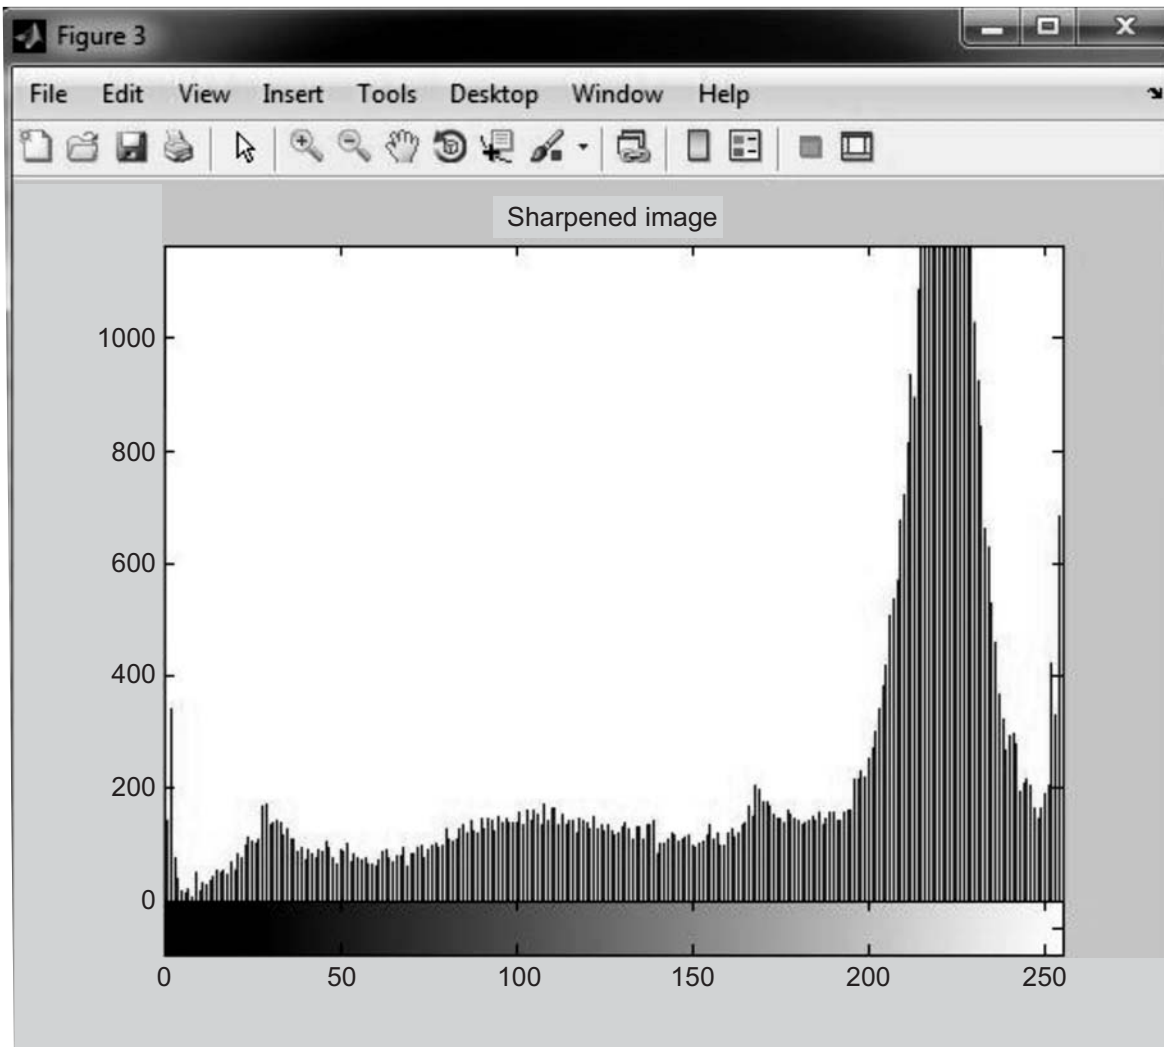 Figure 3
File Edit View Insert Tools Desktop Window Help
Sharpened image
1000
800
600
400
200
0
0 50 100 150 200 250